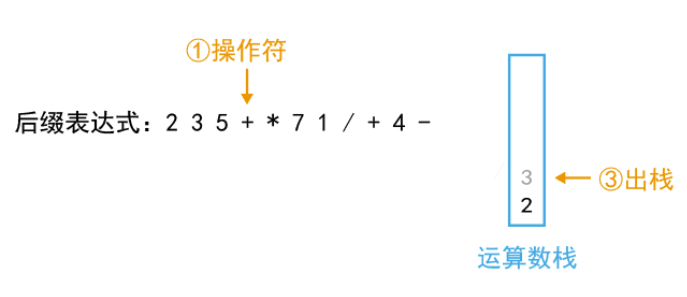 ①操作符
后缀表达式：2 3 5 + * 7 1 / + 4 -
3
③出栈
2
运算数栈